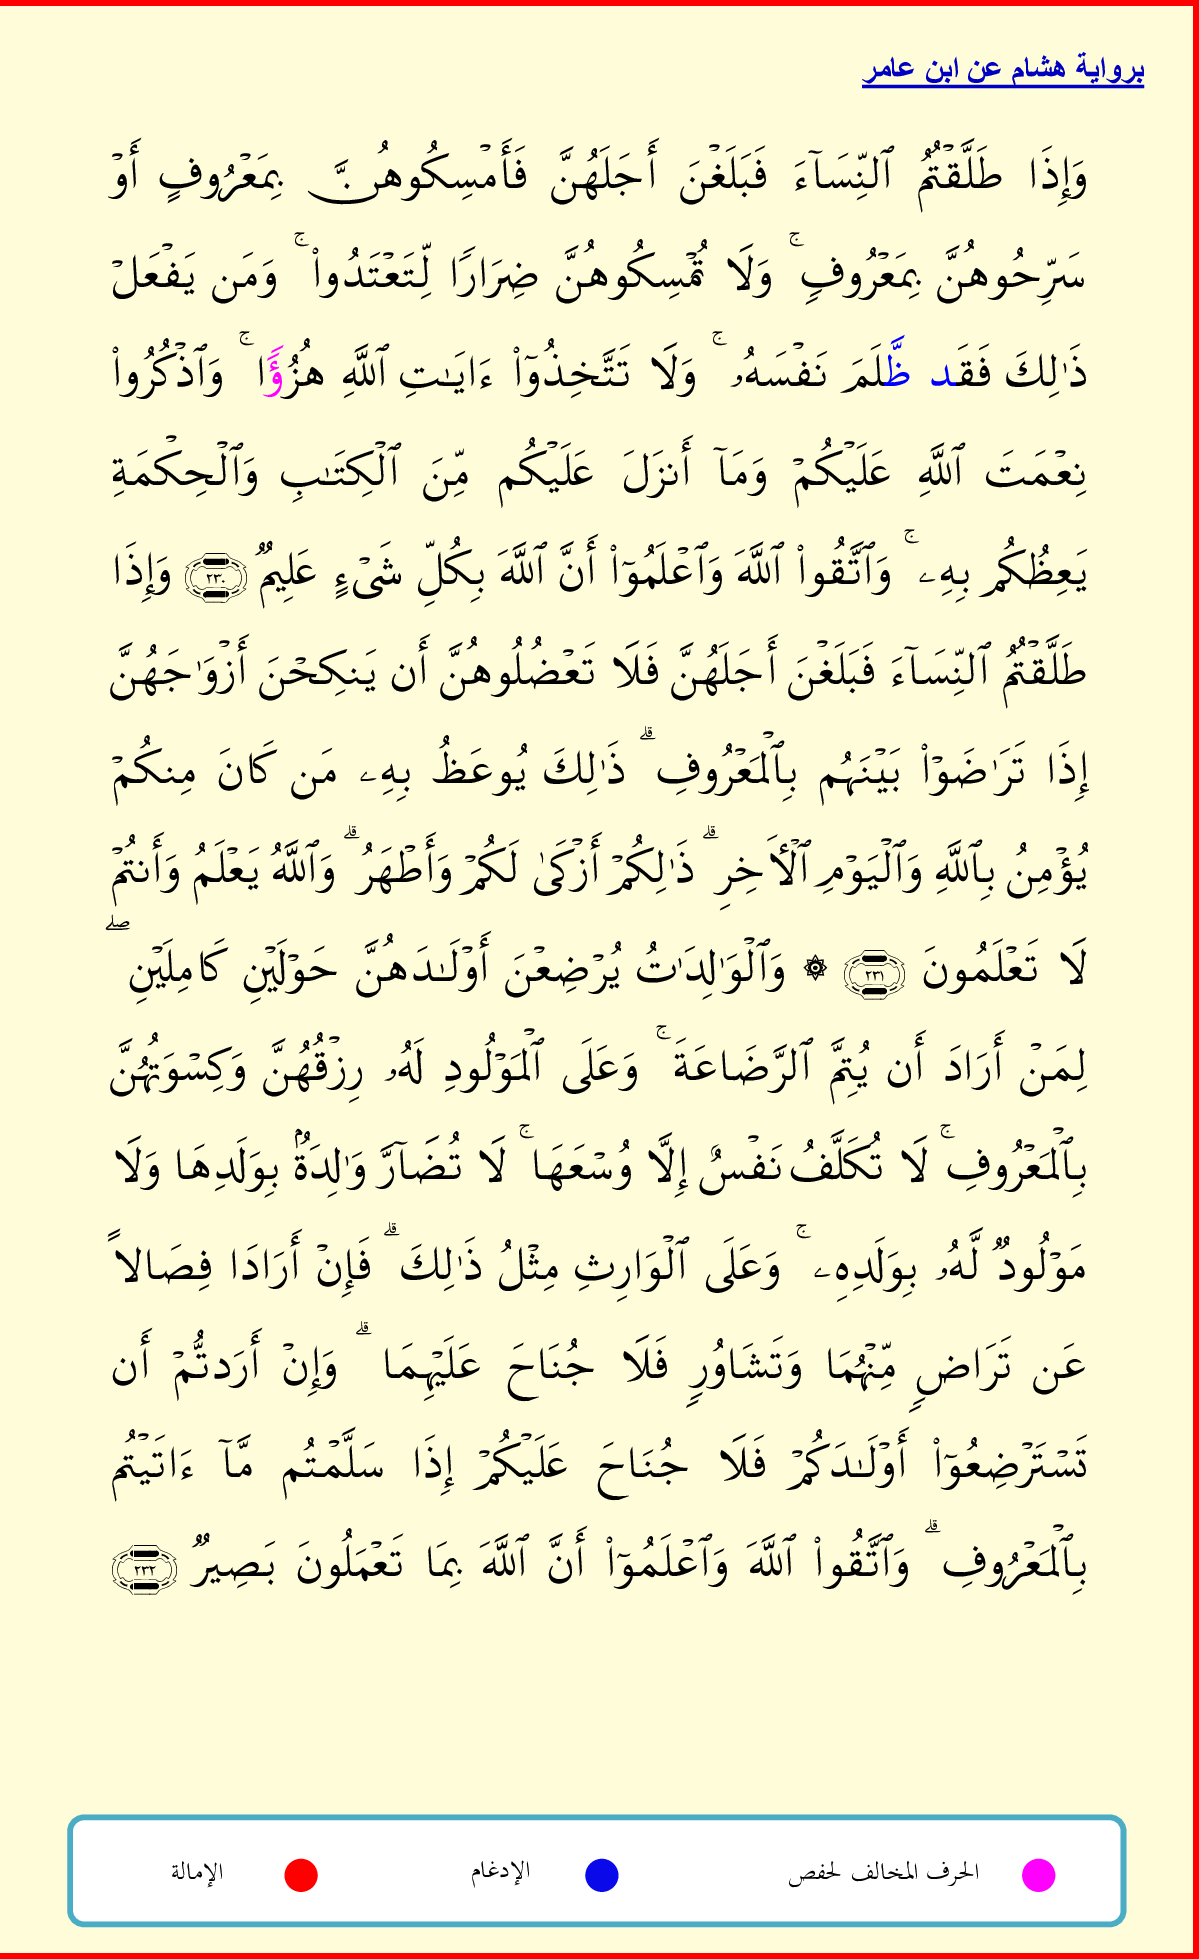 برواية هشام عن ابن عامر
وَإِذَا طَلَّقۡتُمُ ٱلنِّسَآءَ فَبَلَغۡنَ أَجَلَهُنَّ فَأَمۡسِكُوهُنَّ بِمَعۡرُوفٍ أَوۡ
سَرِّحُوهُنَّ بِمَعۡرُوفٖۚ وَلَا تُمۡسِكُوهُنَّ ضِرَارٗا لِّتَعۡتَدُواْۚ وَمَن يَفۡعَلۡ
ذَٰلِكَ فَقَد ظَّلَمَ نَفۡسَهُۥۚ وَلَا تَتَّخِذُوٓاْ ءَايَٰتِ ٱللَّهِ هُزُؤٗاۚ وَٱذۡكُرُواْ
نِعۡمَتَ ٱللَّهِ عَلَيۡكُمۡ وَمَآ أَنزَلَ عَلَيۡكُم مِّنَ ٱلۡكِتَٰبِ وَٱلۡحِكۡمَةِ
يَعِظُكُم بِهِۦۚ وَٱتَّقُواْ ٱللَّهَ وَٱعۡلَمُوٓاْ أَنَّ ٱللَّهَ بِكُلِّ شَيۡءٍ عَلِيمٞ ٢٣٠ وَإِذَا
طَلَّقۡتُمُ ٱلنِّسَآءَ فَبَلَغۡنَ أَجَلَهُنَّ فَلَا تَعۡضُلُوهُنَّ أَن يَنكِحۡنَ أَزۡوَٰجَهُنَّ
إِذَا تَرَٰضَوۡاْ بَيۡنَهُم بِٱلۡمَعۡرُوفِۗ ذَٰلِكَ يُوعَظُ بِهِۦ مَن كَانَ مِنكُمۡ
يُؤۡمِنُ بِٱللَّهِ وَٱلۡيَوۡمِ ٱلۡأٓخِرِۗ ذَٰلِكُمۡ أَزۡكَىٰ لَكُمۡ وَأَطۡهَرُۗ وَٱللَّهُ يَعۡلَمُ وَأَنتُمۡ
لَا تَعۡلَمُونَ ٢٣١ ۞ وَٱلۡوَٰلِدَٰتُ يُرۡضِعۡنَ أَوۡلَٰدَهُنَّ حَوۡلَيۡنِ كَامِلَيۡنِۖ
لِمَنۡ أَرَادَ أَن يُتِمَّ ٱلرَّضَاعَةَۚ وَعَلَى ٱلۡمَوۡلُودِ لَهُۥ رِزۡقُهُنَّ وَكِسۡوَتُهُنَّ
بِٱلۡمَعۡرُوفِۚ لَا تُكَلَّفُ نَفۡسٌ إِلَّا وُسۡعَهَاۚ لَا تُضَآرَّ وَٰلِدَةُۢ بِوَلَدِهَا وَلَا
مَوۡلُودٞ لَّهُۥ بِوَلَدِهِۦۚ وَعَلَى ٱلۡوَارِثِ مِثۡلُ ذَٰلِكَۗ فَإِنۡ أَرَادَا فِصَالًا
عَن تَرَاضٖ مِّنۡهُمَا وَتَشَاوُرٖ فَلَا جُنَاحَ عَلَيۡهِمَاۗ وَإِنۡ أَرَدتُّمۡ أَن
تَسۡتَرۡضِعُوٓاْ أَوۡلَٰدَكُمۡ فَلَا جُنَاحَ عَلَيۡكُمۡ إِذَا سَلَّمۡتُم مَّآ ءَاتَيۡتُم
بِٱلۡمَعۡرُوفِۗ وَٱتَّقُواْ ٱللَّهَ وَٱعۡلَمُوٓاْ أَنَّ ٱللَّهَ بِمَا تَعۡمَلُونَ بَصِيرٞ ٢٣٢
الحرف المخالف لحفص الإدغام الإمالة